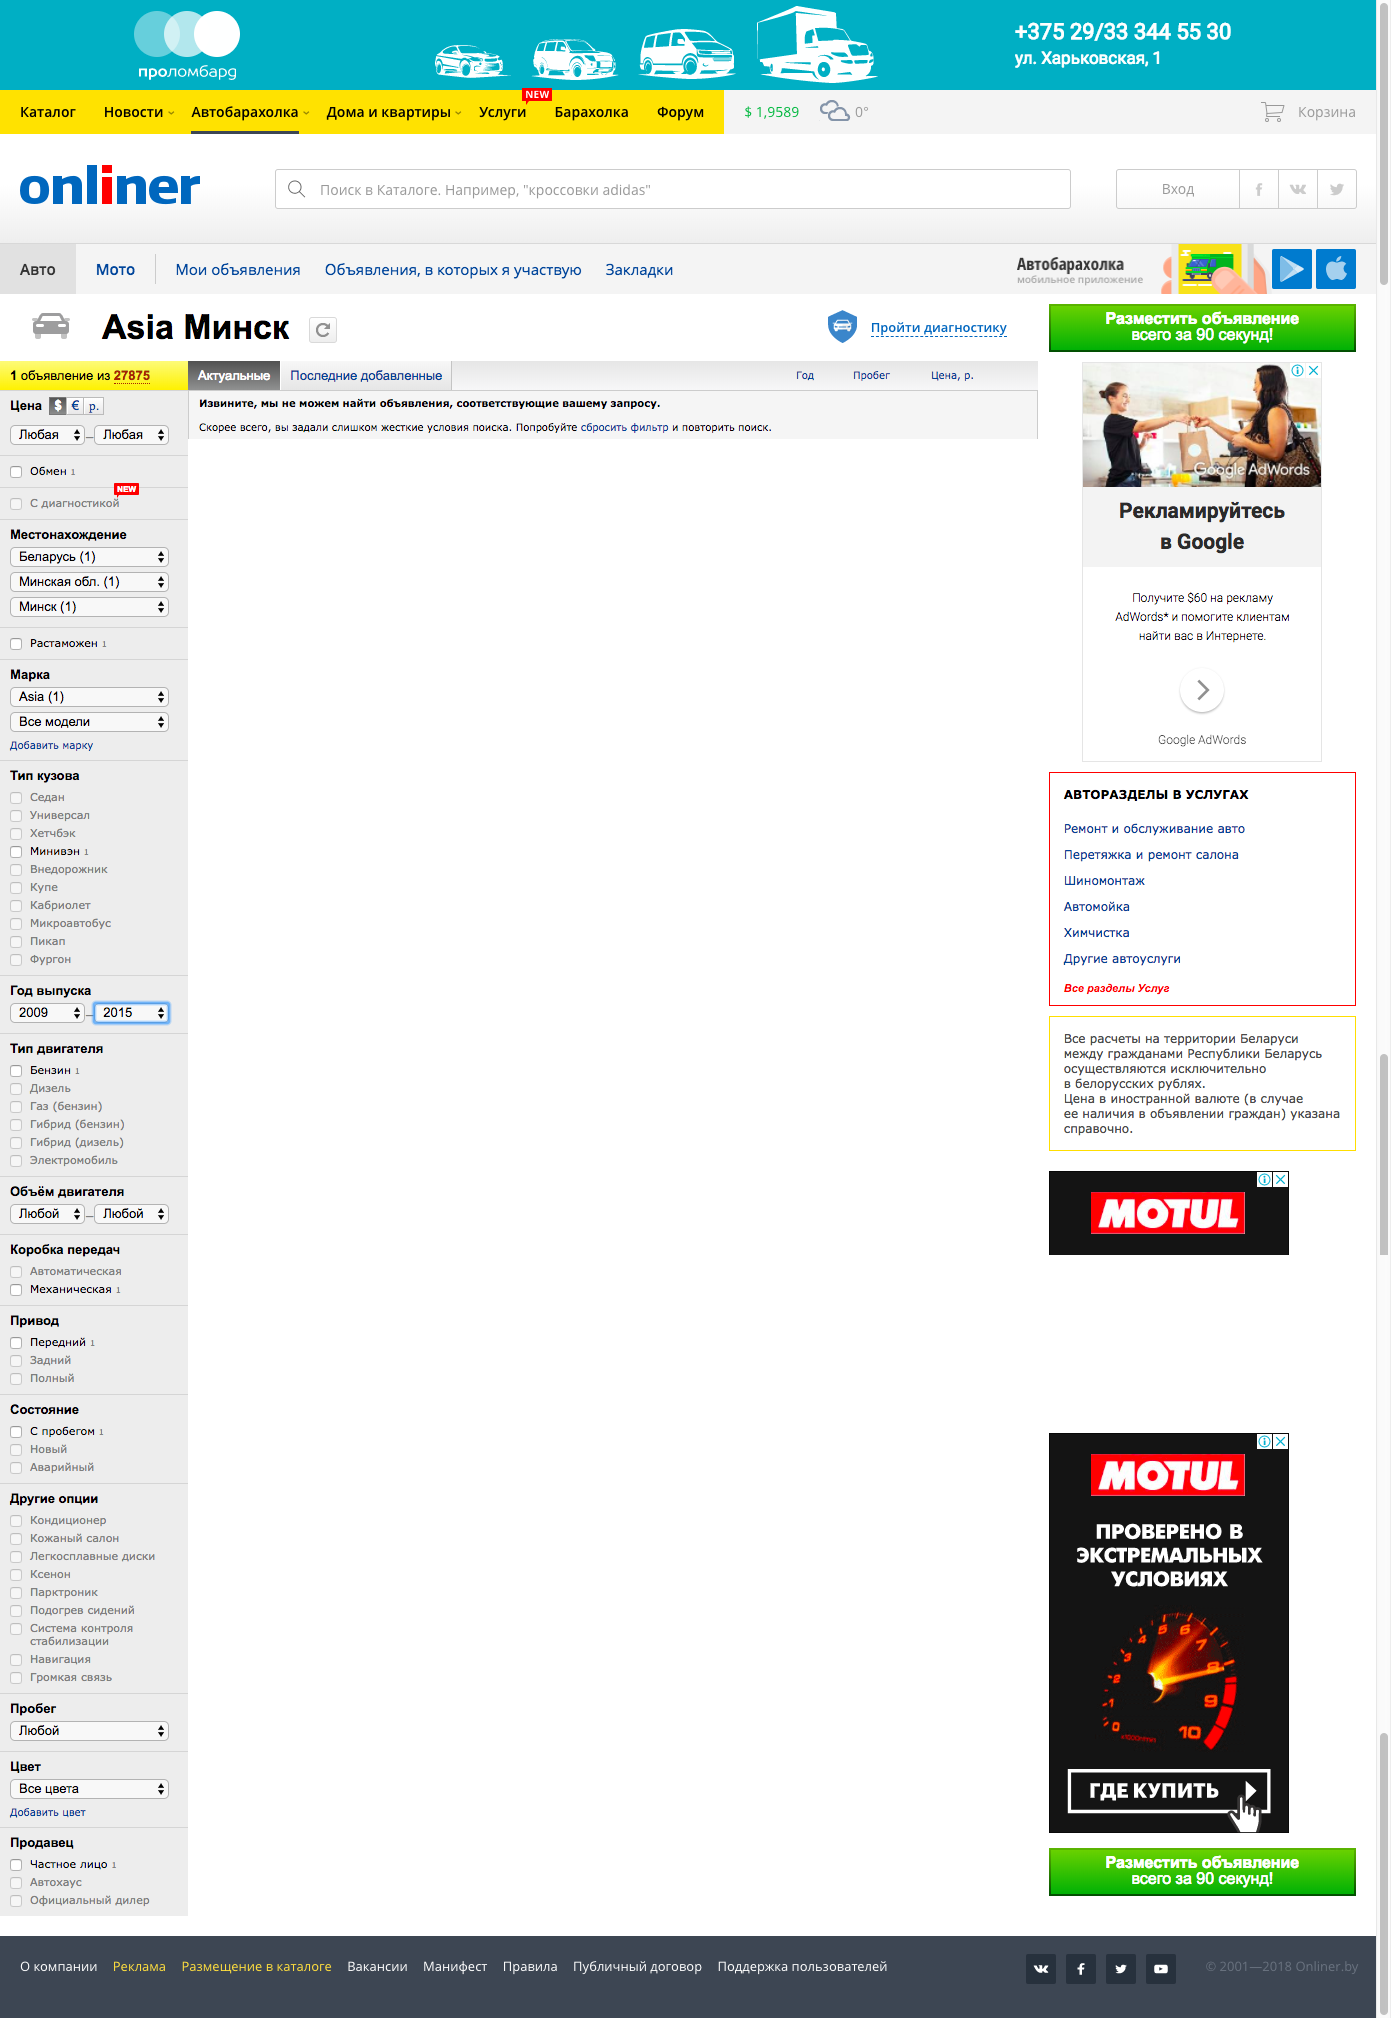 проломбард
+375 29/33 344 55 30
ул. Харьковская, 1
Каталог Новости Автобарахолка Дома и квартиры Услуги NEW Барахолка Форум $ 1,9589 0° Корзина
onliner
Поиск в Каталоге. Например, "кроссовки adidas"
Вход
Авто Мото Мои объявления Объявления, в которых я участвую Закладки
Автобарахолка
мобильное приложение
Asia Минск
Пройти диагностику
Разместить объявление
всего за 90 секунд!
1 объявление из 27875
Актуальные Последние добавленные Год Пробег Цена, р.
Извините, мы не можем найти объявления, соответствующие вашему запросу.
Скорее всего, вы задали слишком жесткие условия поиска. Попробуйте сбросить фильтр и повторить поиск.
Цена $ € р.
Любая – Любая
Обмен 1
NEW
С диагностикой
Местонахождение
Беларусь (1)
Минская обл. (1)
Минск (1)
Растаможен 1
Марка
Asia (1)
Все модели
Добавить марку
Тип кузова
Седан
Универсал
Хетчбэк
Минивэн 1
Внедорожник
Купе
Кабриолет
Микроавтобус
Пикап
Фургон
Год выпуска
2009 – 2015
Тип двигателя
Бензин 1
Дизель
Газ (бензин)
Гибрид (бензин)
Гибрид (дизель)
Электромобиль
Объём двигателя
Любой – Любой
Коробка передач
Автоматическая
Механическая 1
Привод
Передний 1
Задний
Полный
Состояние
С пробегом 1
Новый
Аварийный
Другие опции
Кондиционер
Кожаный салон
Легкосплавные диски
Ксенон
Парктроник
Подогрев сидений
Система контроля
стабилизации
Навигация
Громкая связь
Пробег
Любой
Цвет
Все цвета
Добавить цвет
Продавец
Частное лицо 1
Автохаус
Официальный дилер
Google AdWords
Рекламируйтесь
в Google
Получите $60 на рекламу
AdWords* и помогите клиентам
найти вас в Интернете.
Google AdWords
АВТОРАЗДЕЛЫ В УСЛУГАХ
Ремонт и обслуживание авто
Перетяжка и ремонт салона
Шиномонтаж
Автомойка
Химчистка
Другие автоуслуги
Все разделы Услуг
Все расчеты на территории Беларуси
между гражданами Республики Беларусь
осуществляются исключительно
в белорусских рублях.
Цена в иностранной валюте (в случае
ее наличия в объявлении граждан) указана
справочно.
MOTUL
MOTUL
ПРОВЕРЕНО В
ЭКСТРЕМАЛЬНЫХ
УСЛОВИЯХ
0 1 2 3 4 5 6 7 8 9 10
ГДЕ КУПИТЬ
Разместить объявление
всего за 90 секунд!
О компании Реклама Размещение в каталоге Вакансии Манифест Правила Публичный договор Поддержка пользователей
© 2001—2018 Onliner.by